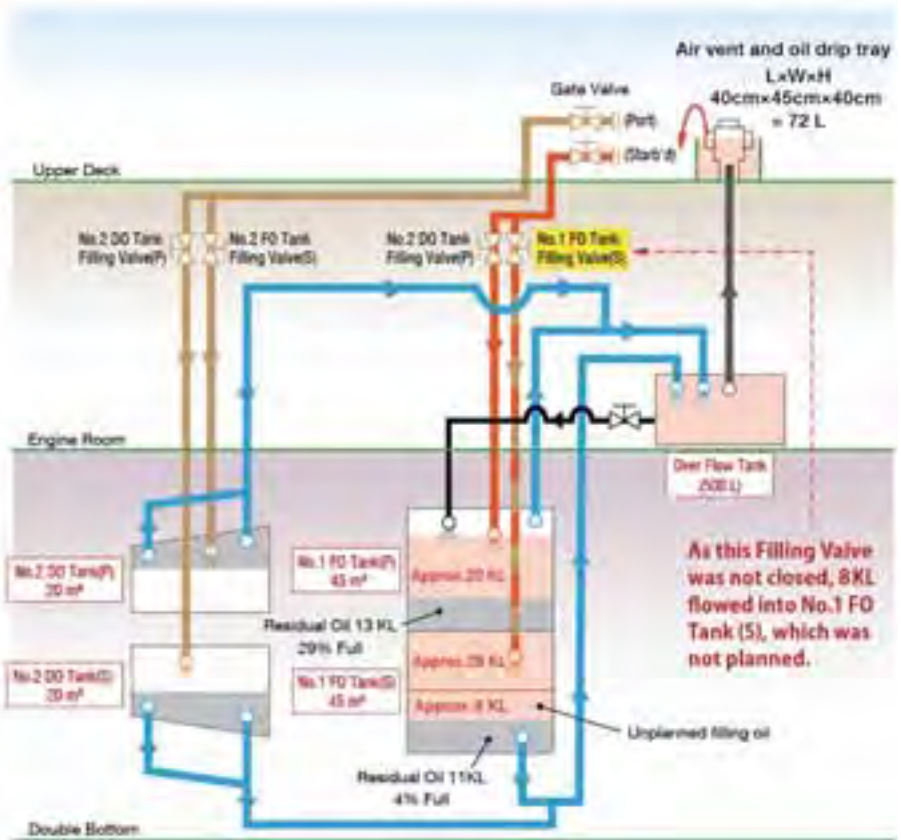 Air vent and oil drip tray
L×W×H
40cm×45cm×40cm
= 72 L
Gate Valve
(Port)
(Starb'd)
Upper Deck
No.2 DO Tank
Filling Valve(P)
No.2 FO Tank
Filling Valve(S)
No.2 DO Tank
Filling Valve(P)
No.1 FO Tank
Filling Valve(S)
Engine Room
Over Flow Tank
(500 L)
No.2 DO Tank(P)
20 m³
No.1 FO Tank(P)
45 m³
Approx.20 KL
As this Filling Valve
was not closed, 8KL
flowed into No.1 FO
Tank (S), which was
not planned.
Residual Oil 13 KL
29% Full
No.2 DO Tank(S)
20 m³
No.1 FO Tank(S)
45 m³
Approx. KL
Approx. 8 KL
Unplanned filling oil
Residual Oil 11KL
4% Full
Double Bottom